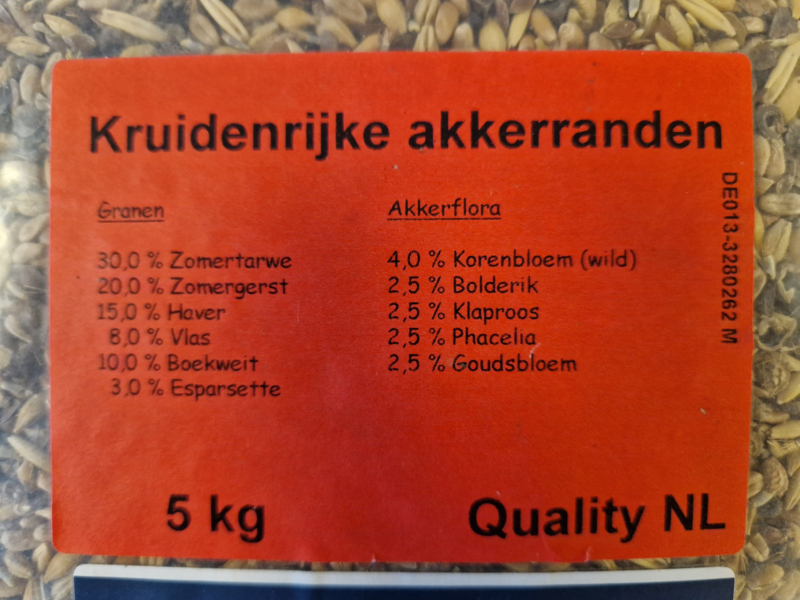 Kruidenrijke akkerranden
Granen
30,0 % Zomertarwe
20,0 % Zomergerst
15,0 % Haver
8,0 % Vlas
10,0 % Boekweit
3,0 % Esparsette
Akkerflora
4,0 % Korenbloem (wild)
2,5 % Bolderik
2,5 % Klaproos
2,5 % Phacelia
2,5 % Goudsbloem
DE013-3280262 M
5 kg
Quality NL